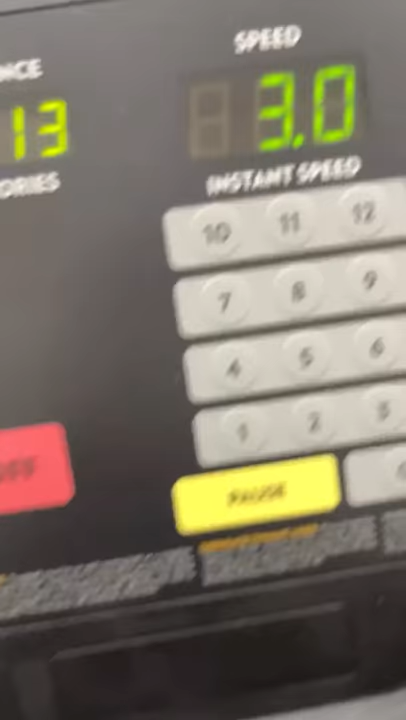 SPEED
NCE
3.0
13
INSTANT SPEED
ORIES
10 11 12
7 8 9
4 5 6
1 2 3
OFF
PAUSE